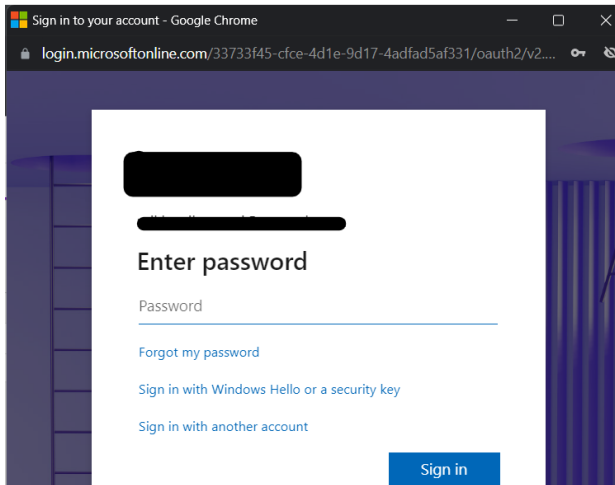 Sign in to your account - Google Chrome
login.microsoftonline.com/33733f45-cfce-4d1e-9d17-4adfad5af331/oauth2/v2....
Enter password
Password
Forgot my password
Sign in with Windows Hello or a security key
Sign in with another account
Sign in